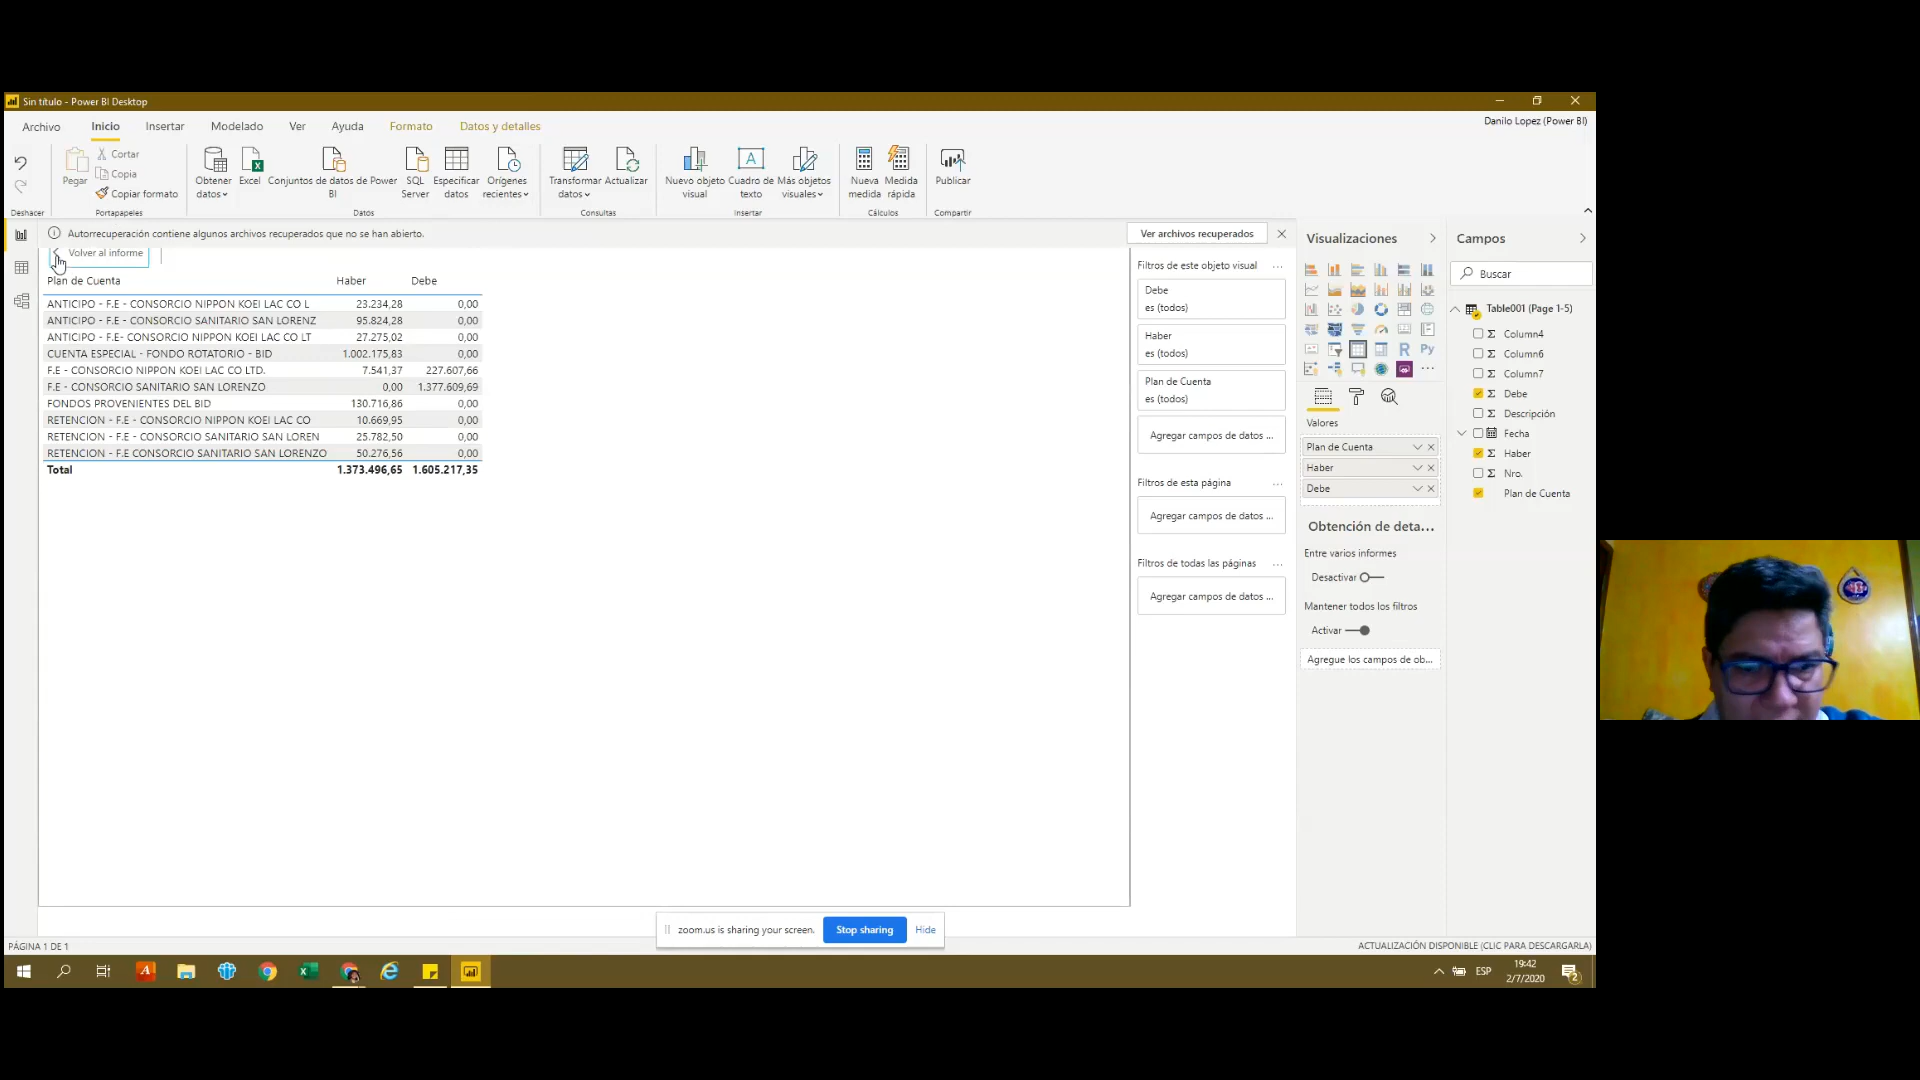 Sin título - Power BI Desktop
Archivo Inicio Insertar Modelado Ver Ayuda Formato Datos y detalles
Danilo Lopez (Power BI)
Pegar
Cortar
Copia
Copiar formato
Obtener datos
Excel
Conjuntos de datos de Power BI
SQL Server
Especificar datos
Orígenes recientes
Transformar datos
Actualizar
Nuevo objeto visual
A
Cuadro de texto
Más objetos visuales
Nueva medida
Medida rápida
Publicar
Deshacer Portapapeles Datos Consultas Insertar Cálculos Compartir
Autorrecuperación contiene algunos archivos recuperados que no se han abierto.
Ver archivos recuperados
Volver al informe
Plan de Cuenta Haber Debe
ANTICIPO - F.E - CONSORCIO NIPPON KOEI LAC CO L 23.234,28 0,00
ANTICIPO - F.E - CONSORCIO SANITARIO SAN LORENZ 95.824,28 0,00
ANTICIPO - F.E- CONSORCIO NIPPON KOEI LAC CO LT 27.275,02 0,00
CUENTA ESPECIAL - FONDO ROTATORIO - BID 1.002.175,83 0,00
F.E - CONSORCIO NIPPON KOEI LAC CO LTD. 7.541,37 227.607,66
F.E - CONSORCIO SANITARIO SAN LORENZO 0,00 1.377.609,69
FONDOS PROVENIENTES DEL BID 130.716,86 0,00
RETENCION - F.E - CONSORCIO NIPPON KOEI LAC CO 10.669,95 0,00
RETENCION - F.E - CONSORCIO SANITARIO SAN LOREN 25.782,50 0,00
RETENCION - F.E CONSORCIO SANITARIO SAN LORENZO 50.276,56 0,00
Total 1.373.496,65 1.605.217,35
Filtros de este objeto visual ...
Debe
es (todos)
Haber
es (todos)
Plan de Cuenta
es (todos)
Agregar campos de datos ...
Filtros de esta página ...
Agregar campos de datos ...
Filtros de todas las páginas ...
Agregar campos de datos ...
Visualizaciones
R Py
...
Valores
Plan de Cuenta
Haber
Debe
Obtención de deta...
Entre varios informes
Desactivar
Mantener todos los filtros
Activar
Agregue los campos de ob...
Campos
Buscar
Table001 (Page 1-5)
Σ Column4
Σ Column6
Σ Column7
Σ Debe
Σ Descripción
Fecha
Σ Haber
Σ Nro.
Plan de Cuenta
zoom.us is sharing your screen. Stop sharing Hide
PÁGINA 1 DE 1
ACTUALIZACIÓN DISPONIBLE (CLIC PARA DESCARGARLA)
ESP
19:42
2/7/2020
2